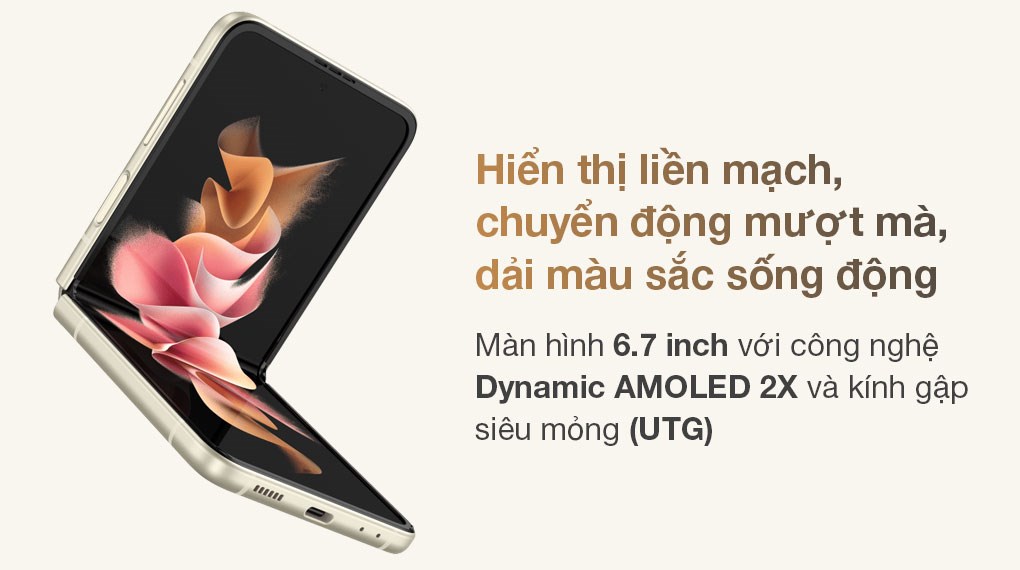 Hiển thị liền mạch,
chuyển động mượt mà,
dải màu sắc sống động
Màn hình 6.7 inch với công nghệ
Dynamic AMOLED 2X và kính gập
siêu mỏng (UTG)